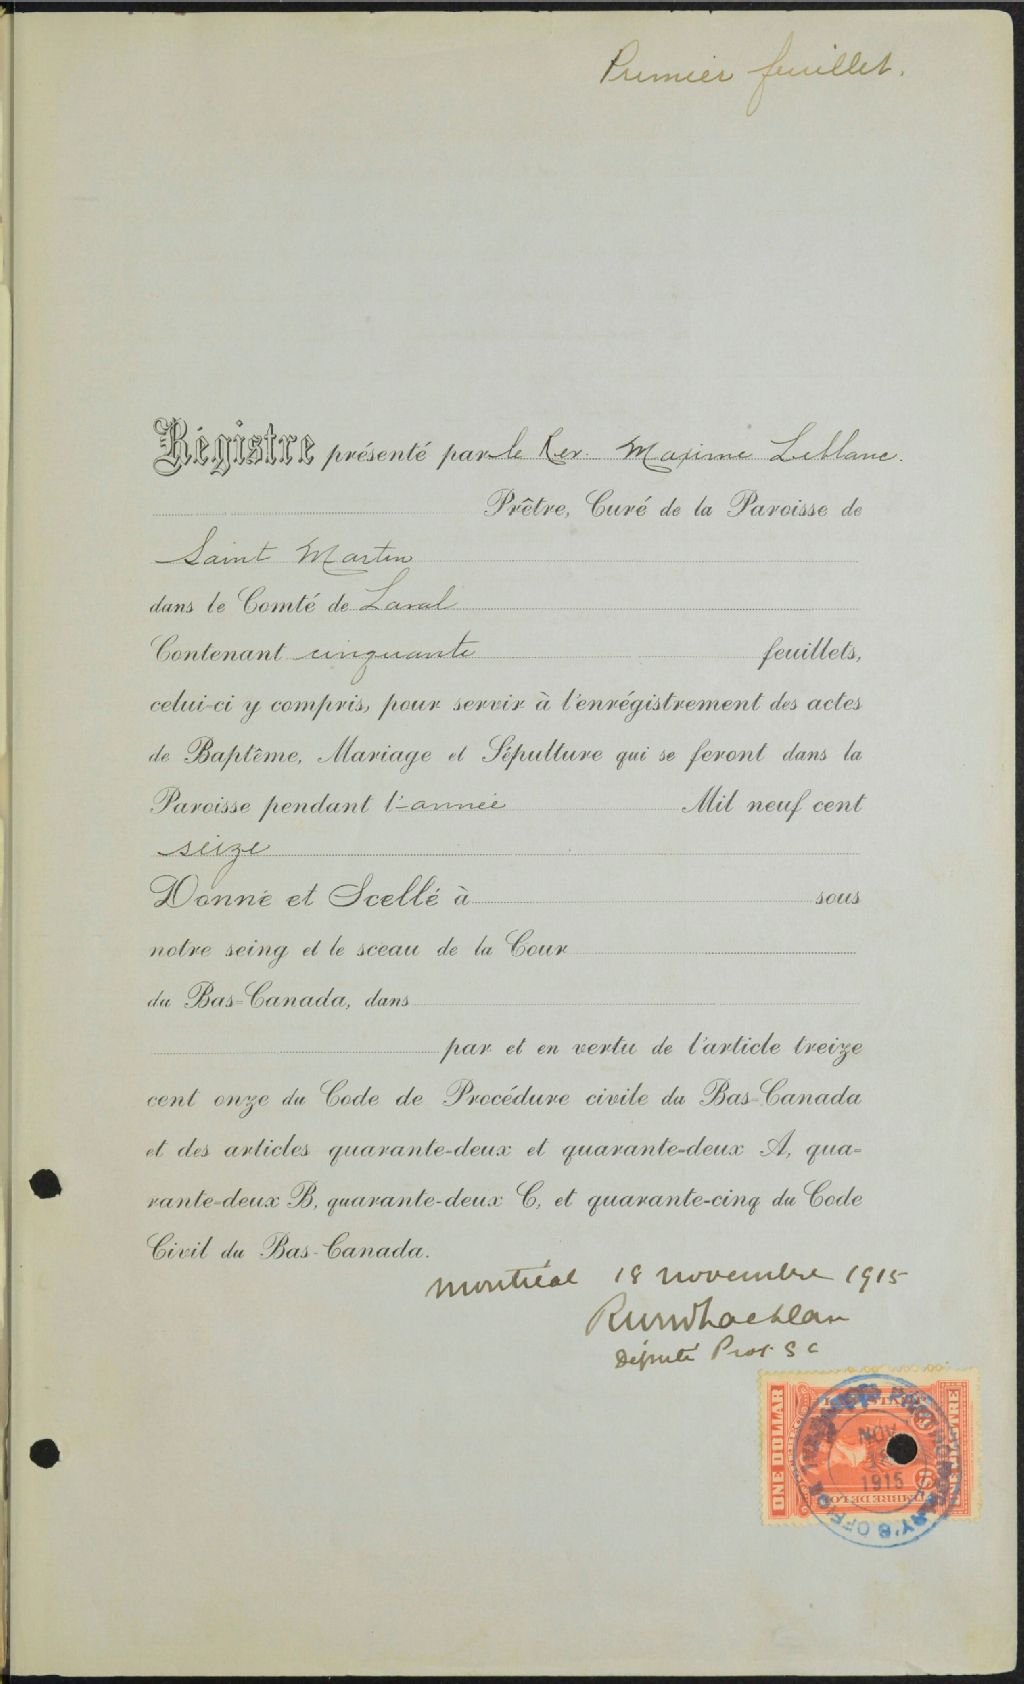 Premier feuillet.
Régistre présenté par le Rev. Maxime Leblanc.
Prêtre, Curé de la Paroisse de
Saint Martin
dans le Comté de Laval
Contenant cinquante feuillets,
celui-ci y compris, pour servir à l'enrégistrement des actes
de Baptême, Mariage et Sépulture qui se feront dans la
Paroisse pendant l'année Mil neuf cent
seize
Donné et Scellé à sous
notre seing et le sceau de la Cour
du Bas-Canada, dans
par et en vertu de l'article treize
cent onze du Code de Procédure civile du Bas-Canada
et des articles quarante-deux et quarante-deux A, qua-
rante-deux B, quarante-deux C, et quarante-cinq du Code
Civil du Bas-Canada.
Montréal 18 novembre 1915
Député Prot. S C
ONE DOLLAR
NOV
18
1915